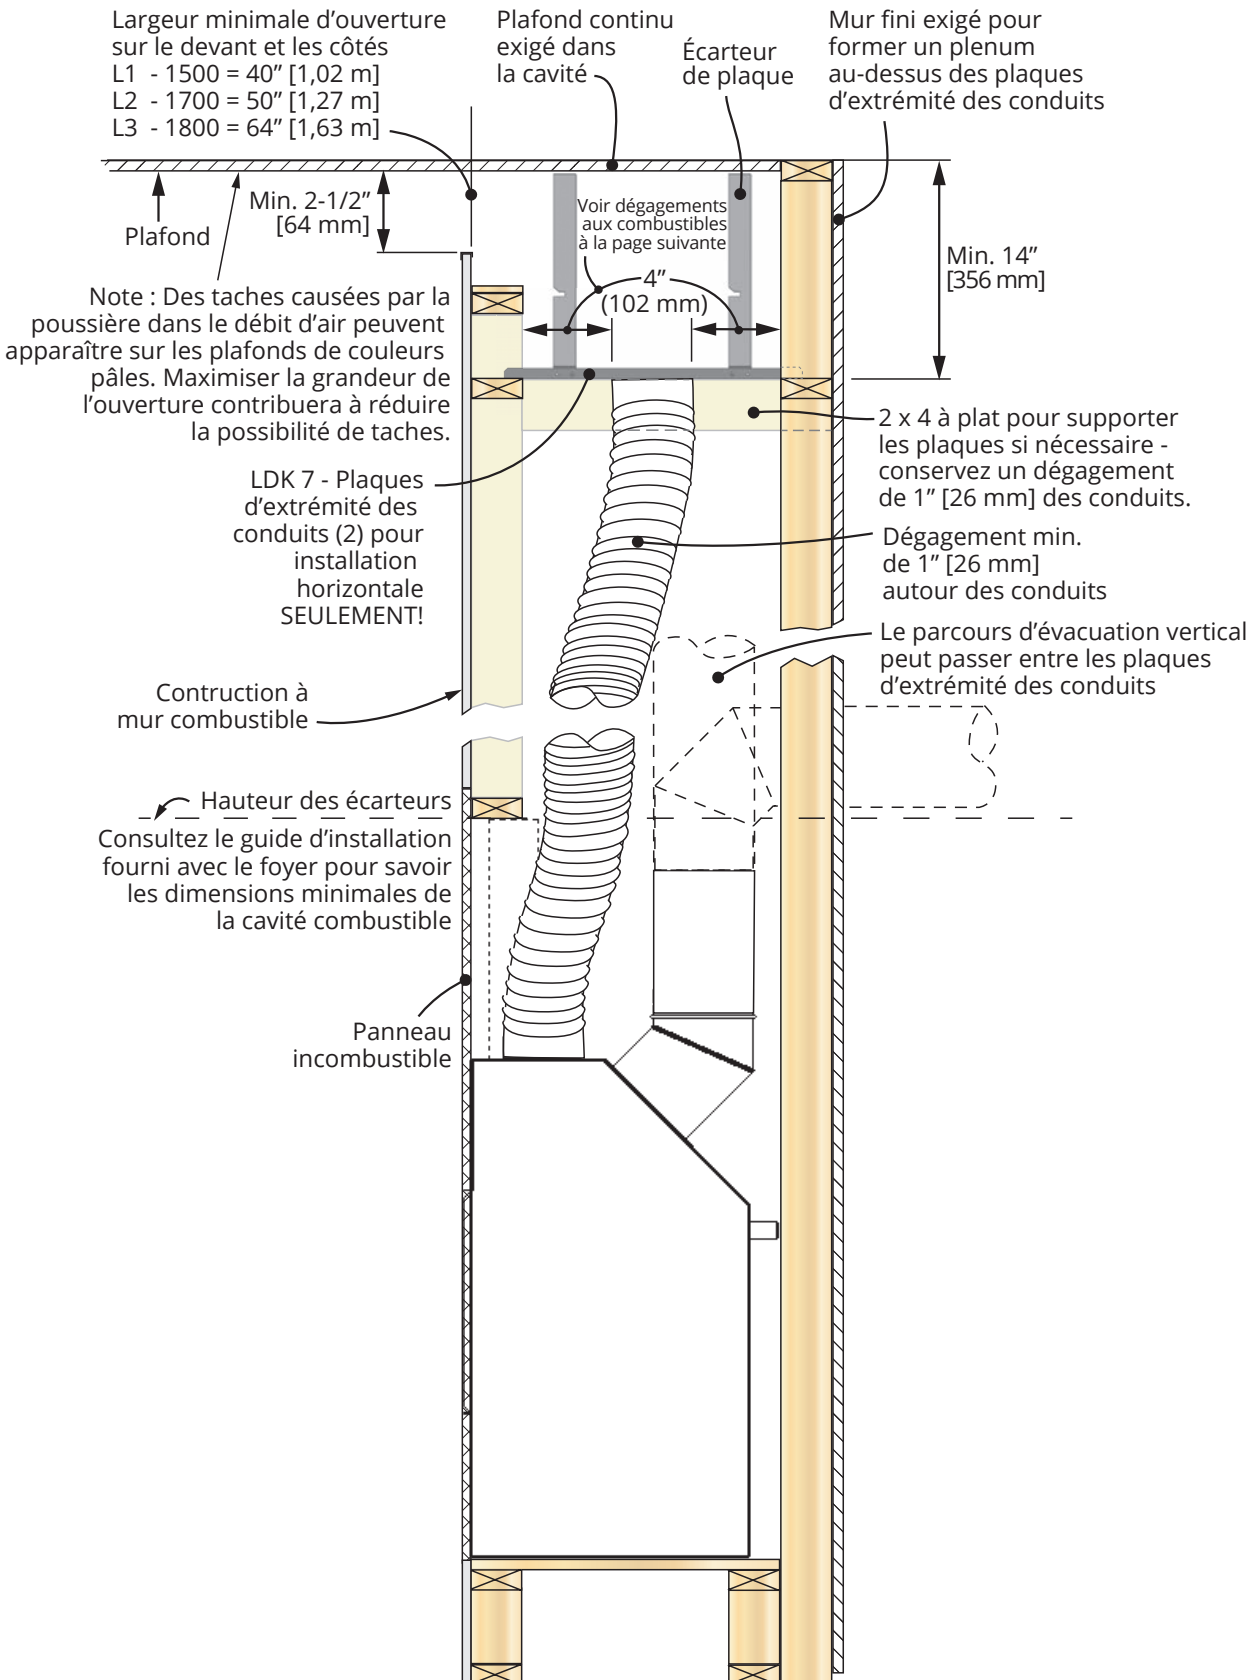 Largeur minimale d’ouverture
sur le devant et les côtés
L1 - 1500 = 40” [1,02 m]
L2 - 1700 = 50” [1,27 m]
L3 - 1800 = 64” [1,63 m]
Plafond continu
exigé dans
la cavité
Écarteur
de plaque
Mur fini exigé pour
former un plenum
au-dessus des plaques
d’extrémité des conduits
Min. 2-1/2”
[64 mm]
Plafond
Voir dégagements
aux combustibles
à la page suivante
4”
(102 mm)
Min. 14”
[356 mm]
Note : Des taches causées par la
poussière dans le débit d’air peuvent
apparaître sur les plafonds de couleurs
pâles. Maximiser la grandeur de
l’ouverture contribuera à réduire
la possibilité de taches.
2 x 4 à plat pour supporter
les plaques si nécessaire -
conservez un dégagement
de 1” [26 mm] des conduits.
LDK 7 - Plaques
d’extrémité des
conduits (2) pour
installation
horizontale
SEULEMENT!
Dégagement min.
de 1” [26 mm]
autour des conduits
Le parcours d’évacuation vertical
peut passer entre les plaques
d’extrémité des conduits
Contruction à
mur combustible
Hauteur des écarteurs
Consultez le guide d’installation
fourni avec le foyer pour savoir
les dimensions minimales de
la cavité combustible
Panneau
incombustible